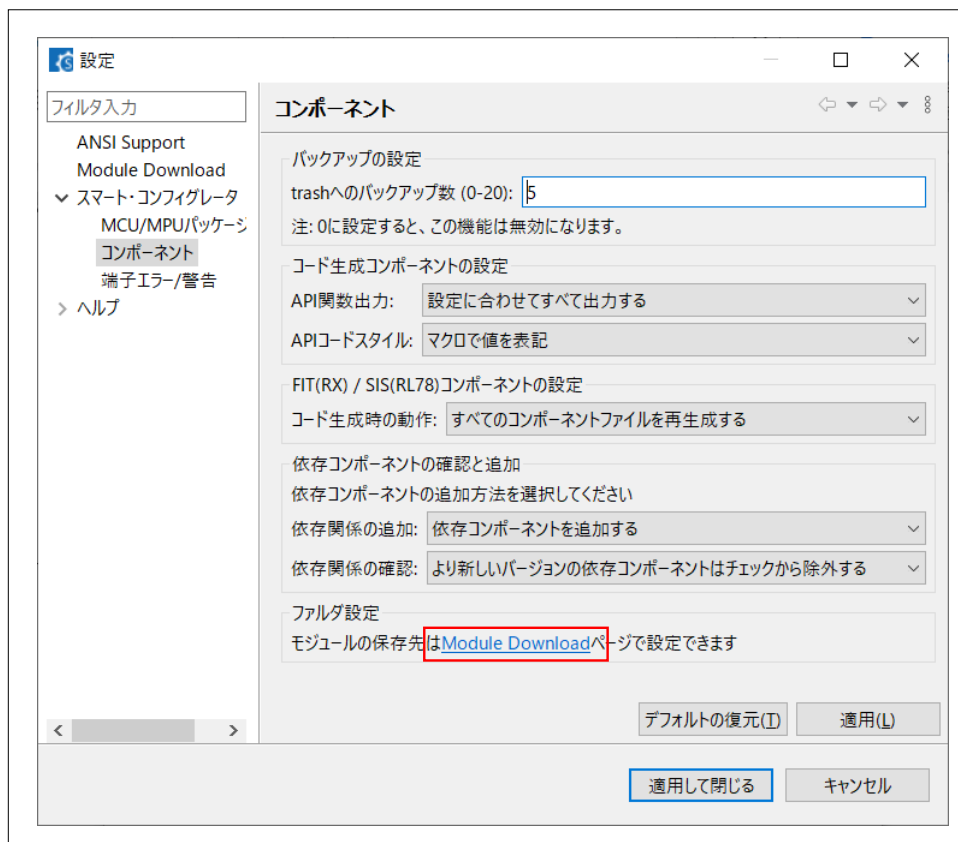 設定
フィルタ入力
ANSI Support
Module Download
スマート・コンフィグレータ
MCU/MPUパッケージ
コンポーネント
端子エラー/警告
ヘルプ
コンポーネント
バックアップの設定
trashへのバックアップ数 (0-20): 5
注: 0に設定すると、この機能は無効になります。
コード生成コンポーネントの設定
API関数出力: 設定に合わせてすべて出力する
APIコードスタイル: マクロで値を表記
FIT(RX) / SIS(RL78)コンポーネントの設定
コード生成時の動作: すべてのコンポーネントファイルを再生成する
依存コンポーネントの確認と追加
依存コンポーネントの追加方法を選択してください
依存関係の追加: 依存コンポーネントを追加する
依存関係の確認: より新しいバージョンの依存コンポーネントはチェックから除外する
ファルダ設定
モジュールの保存先はModule Downloadページで設定できます
デフォルトの復元(T) 適用(L)
適用して閉じる キャンセル